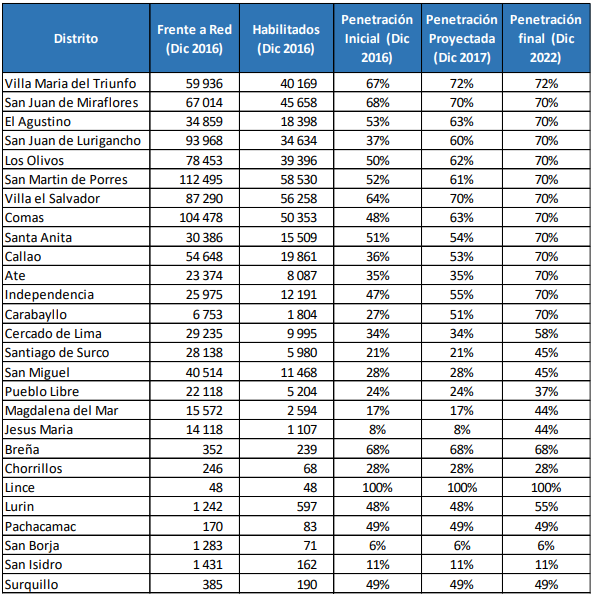 Distrito Frente a Red (Dic 2016) Habilitados (Dic 2016) Penetración Inicial (Dic 2016) Penetración Proyectada (Dic 2017) Penetración final (Dic 2022)
Villa Maria del Triunfo 59 936 40 169 67% 72% 72%
San Juan de Miraflores 67 014 45 658 68% 70% 70%
El Agustino 34 859 18 398 53% 63% 70%
San Juan de Lurigancho 93 968 34 634 37% 60% 70%
Los Olivos 78 453 39 396 50% 62% 70%
San Martin de Porres 112 495 58 530 52% 61% 70%
Villa el Salvador 87 290 56 258 64% 70% 70%
Comas 104 478 50 353 48% 63% 70%
Santa Anita 30 386 15 509 51% 54% 70%
Callao 54 648 19 861 36% 53% 70%
Ate 23 374 8 087 35% 35% 70%
Independencia 25 975 12 191 47% 55% 70%
Carabayllo 6 753 1 804 27% 51% 70%
Cercado de Lima 29 235 9 995 34% 34% 58%
Santiago de Surco 28 138 5 980 21% 21% 45%
San Miguel 40 514 11 468 28% 28% 45%
Pueblo Libre 22 118 5 204 24% 24% 37%
Magdalena del Mar 15 572 2 594 17% 17% 44%
Jesus Maria 14 118 1 107 8% 8% 44%
Breña 352 239 68% 68% 68%
Chorrillos 246 68 28% 28% 28%
Lince 48 48 100% 100% 100%
Lurin 1 242 597 48% 48% 55%
Pachacamac 170 83 49% 49% 49%
San Borja 1 283 71 6% 6% 6%
San Isidro 1 431 162 11% 11% 11%
Surquillo 385 190 49% 49% 49%